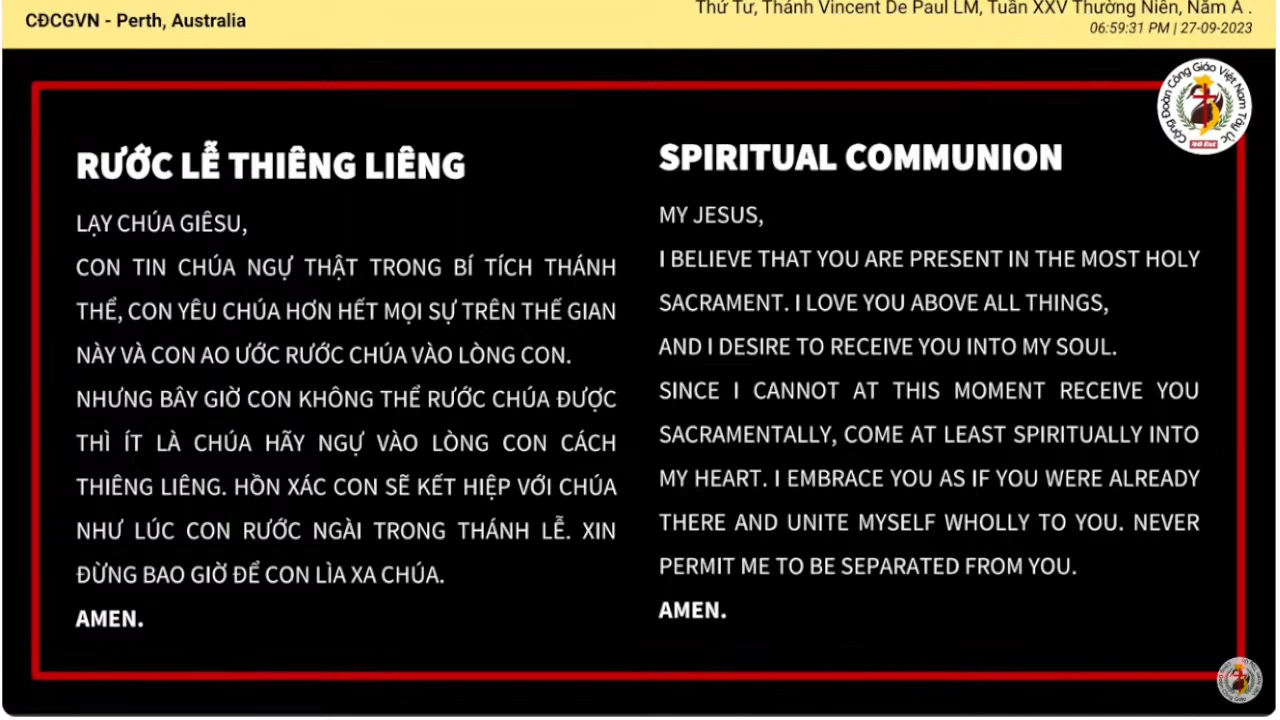 CĐCGVN - Perth, Australia
Thứ Tư, Thánh Vincent De Paul LM, Tuần XXV Thường Niên, Năm A .
06:59:31 PM | 27-09-2023
Cộng Đoàn Công Giáo Việt Nam Tây Úc
RƯỚC LỄ THIÊNG LIÊNG
LẠY CHÚA GIÊSU,
CON TIN CHÚA NGỰ THẬT TRONG BÍ TÍCH THÁNH
THỂ, CON YÊU CHÚA HƠN HẾT MỌI SỰ TRÊN THẾ GIAN
NÀY VÀ CON AO ƯỚC RƯỚC CHÚA VÀO LÒNG CON.
NHƯNG BÂY GIỜ CON KHÔNG THỂ RƯỚC CHÚA ĐƯỢC
THÌ ÍT LÀ CHÚA HÃY NGỰ VÀO LÒNG CON CÁCH
THIÊNG LIÊNG. HỒN XÁC CON SẼ KẾT HIỆP VỚI CHÚA
NHƯ LÚC CON RƯỚC NGÀI TRONG THÁNH LỄ. XIN
ĐỪNG BAO GIỜ ĐỂ CON LÌA XA CHÚA.
AMEN.
SPIRITUAL COMMUNION
MY JESUS,
I BELIEVE THAT YOU ARE PRESENT IN THE MOST HOLY
SACRAMENT. I LOVE YOU ABOVE ALL THINGS,
AND I DESIRE TO RECEIVE YOU INTO MY SOUL.
SINCE I CANNOT AT THIS MOMENT RECEIVE YOU
SACRAMENTALLY, COME AT LEAST SPIRITUALLY INTO
MY HEART. I EMBRACE YOU AS IF YOU WERE ALREADY
THERE AND UNITE MYSELF WHOLLY TO YOU. NEVER
PERMIT ME TO BE SEPARATED FROM YOU.
AMEN.